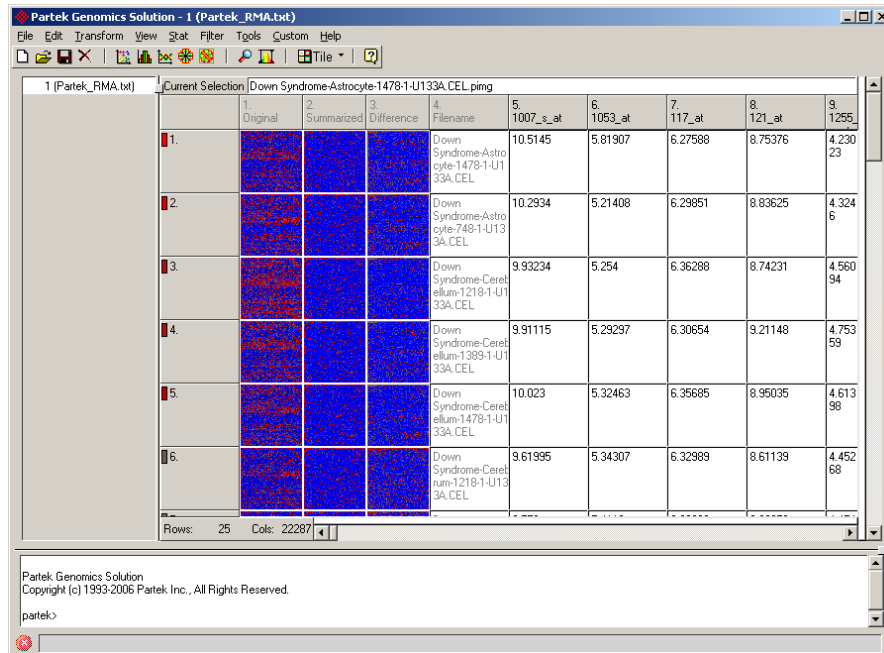 Partek Genomics Solution - 1 (Partek_RMA.txt)
File Edit Transform View Stat Filter Tools Custom Help
Tile
1 (Partek_RMA.txt)
Current Selection Down Syndrome-Astrocyte-1478-1-U133A.CEL.pimg
1. Original
2. Summarized
3. Difference
4. Filename
5. 1007_s_at
6. 1053_at
7. 117_at
8. 121_at
9. 1255_
1.
Down
Syndrome-Astro
cyte-1478-1-U1
33A.CEL
10.5145 5.81907 6.27588 8.75376 4.230
23
2.
Down
Syndrome-Astro
cyte-748-1-U13
3A.CEL
10.2934 5.21408 6.29851 8.83625 4.324
6
3.
Down
Syndrome-Cereb
ellum-1218-1-U1
33A.CEL
9.93234 5.254 6.36288 8.74231 4.560
94
4.
Down
Syndrome-Cereb
ellum-1389-1-U1
33A.CEL
9.91115 5.29297 6.30654 9.21148 4.753
59
5.
Down
Syndrome-Cereb
ellum-1478-1-U1
33A.CEL
10.023 5.32463 6.35685 8.95035 4.613
98
6.
Down
Syndrome-Cereb
rum-1218-1-U13
3A.CEL
9.61995 5.34307 6.32989 8.61139 4.452
68
Rows: 25 Cols: 22287
Partek Genomics Solution
Copyright (c) 1993-2006 Partek Inc., All Rights Reserved.
partek>